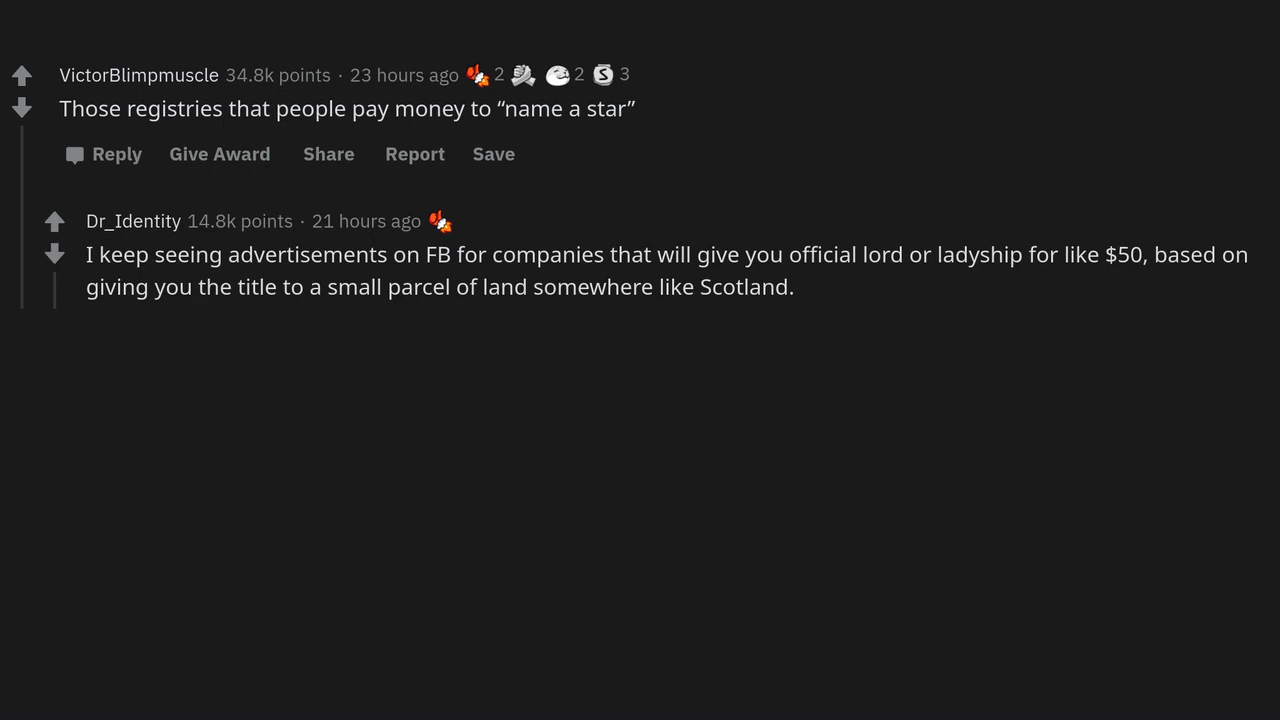 VictorBlimpmuscle 34.8k points · 23 hours ago 2 2 3
Those registries that people pay money to “name a star”
Reply Give Award Share Report Save
Dr_Identity 14.8k points · 21 hours ago
I keep seeing advertisements on FB for companies that will give you official lord or ladyship for like $50, based on
giving you the title to a small parcel of land somewhere like Scotland.